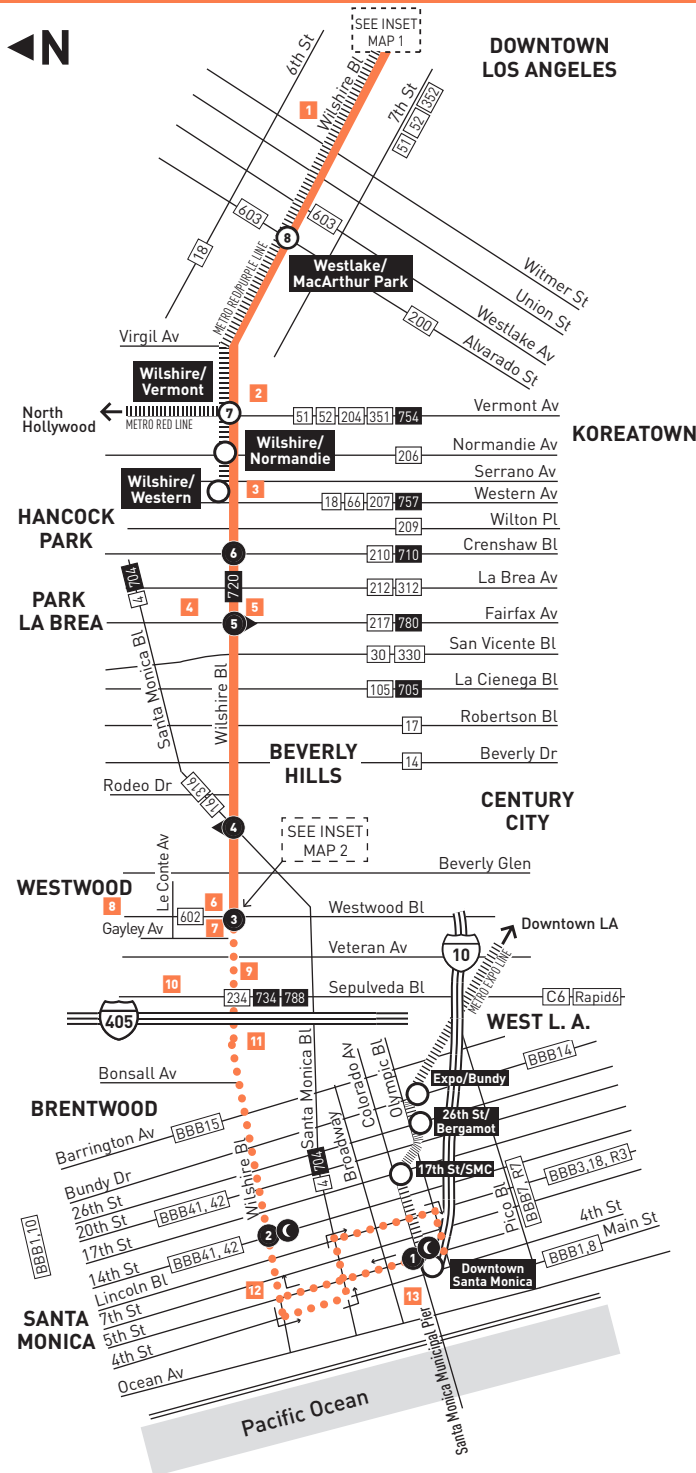 N
SEE INSET
MAP 1
DOWNTOWN
LOS ANGELES
6th St
Wilshire Bl
7th St
51 52 352
1
603
603
18
8
Westlake/
MacArthur Park
METRO RED/PURPLE LINE
200
Witmer St
Union St
Westlake Av
Alvarado St
Virgil Av
Wilshire/
Vermont
2
North
Hollywood
METRO RED LINE
7
51 52 204 351 754
Vermont Av
KOREATOWN
Wilshire/
Normandie
206
Normandie Av
Serrano Av
Wilshire/
Western
3
18 66 207 757
Western Av
HANCOCK
PARK
209
Wilton Pl
6
210 710
Crenshaw Bl
4 704
720
212 312
La Brea Av
PARK
LA BREA
4
5
5
217 780
Fairfax Av
Santa Monica Bl
Wilshire Bl
30 330
San Vicente Bl
105 705
La Cienega Bl
17
Robertson Bl
BEVERLY
HILLS
14
Beverly Dr
Rodeo Dr
16 316
CENTURY
CITY
4
SEE INSET
MAP 2
Le Conte Av
Beverly Glen
WESTWOOD
8
6
602
3
Westwood Bl
Gayley Av
7
Downtown LA
Veteran Av
10
METRO EXPO LINE
9
10
234 734 788
Sepulveda Bl
C6 Rapid6
405
WEST L. A.
11
Santa Monica Bl
Colorado Av
Olympic Bl
BBB14
Bonsall Av
Expo/Bundy
BRENTWOOD
Broadway
26th St/
Bergamot
Barrington Av
BBB15
Wilshire Bl
4 704
17th St/SMC
Pico Bl
BBB7, R7
BBB3,18, R3
Bundy Dr
26th St
20th St
BBB41, 42
17th St
2
BBB1,10
14th St
BBB41, 42
1
4th St
Main St
BBB1,8
Downtown
Santa Monica
Lincoln Bl
7th St
12
13
SANTA
MONICA
5th St
4th St
Ocean Av
Santa Monica Municipal Pier
Pacific Ocean